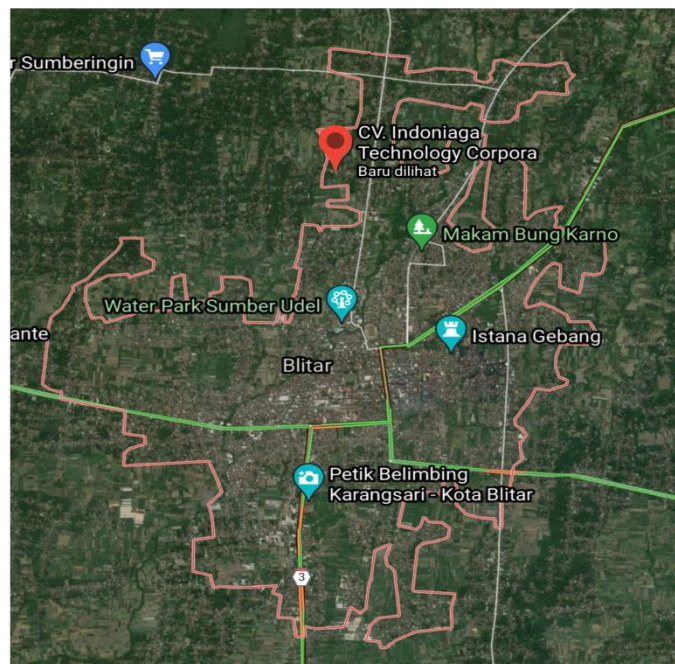 r Sumberingin
CV. Indoniaga
Technology Corpora
Baru dilihat
Makam Bung Karno
Water Park Sumber Udel
ante
Istana Gebang
Blitar
Petik Belimbing
Karangsari - Kota Blitar
3